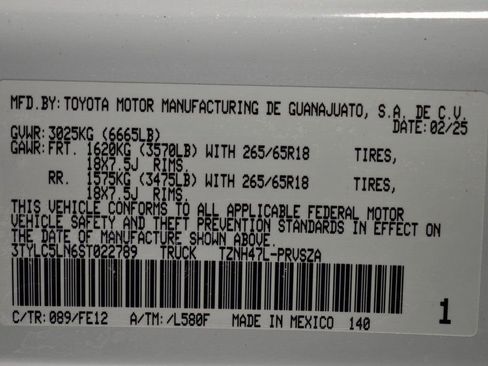 MFD.BY: TOYOTA MOTOR MANUFACTURING DE GUANAJUATO, S.A. DE C.V.
DATE: 02/25
GVWR: 3025KG (6665LB)
GAWR: FRT. 1620KG (3570LB) WITH 265/65R18 TIRES,
18X7.5J RIMS,
RR. 1575KG (3475LB) WITH 265/65R18 TIRES,
18X7.5J RIMS.
THIS VEHICLE CONFORMS TO ALL APPLICABLE FEDERAL MOTOR
VEHICLE SAFETY AND THEFT PREVENTION STANDARDS IN EFFECT ON
THE DATE OF MANUFACTURE SHOWN ABOVE.
3TYLC5LN6ST022789 TRUCK TZNH47L-PRVSZA
1
C/TR: 089/FE12 A/TM: /L580F MADE IN MEXICO 140